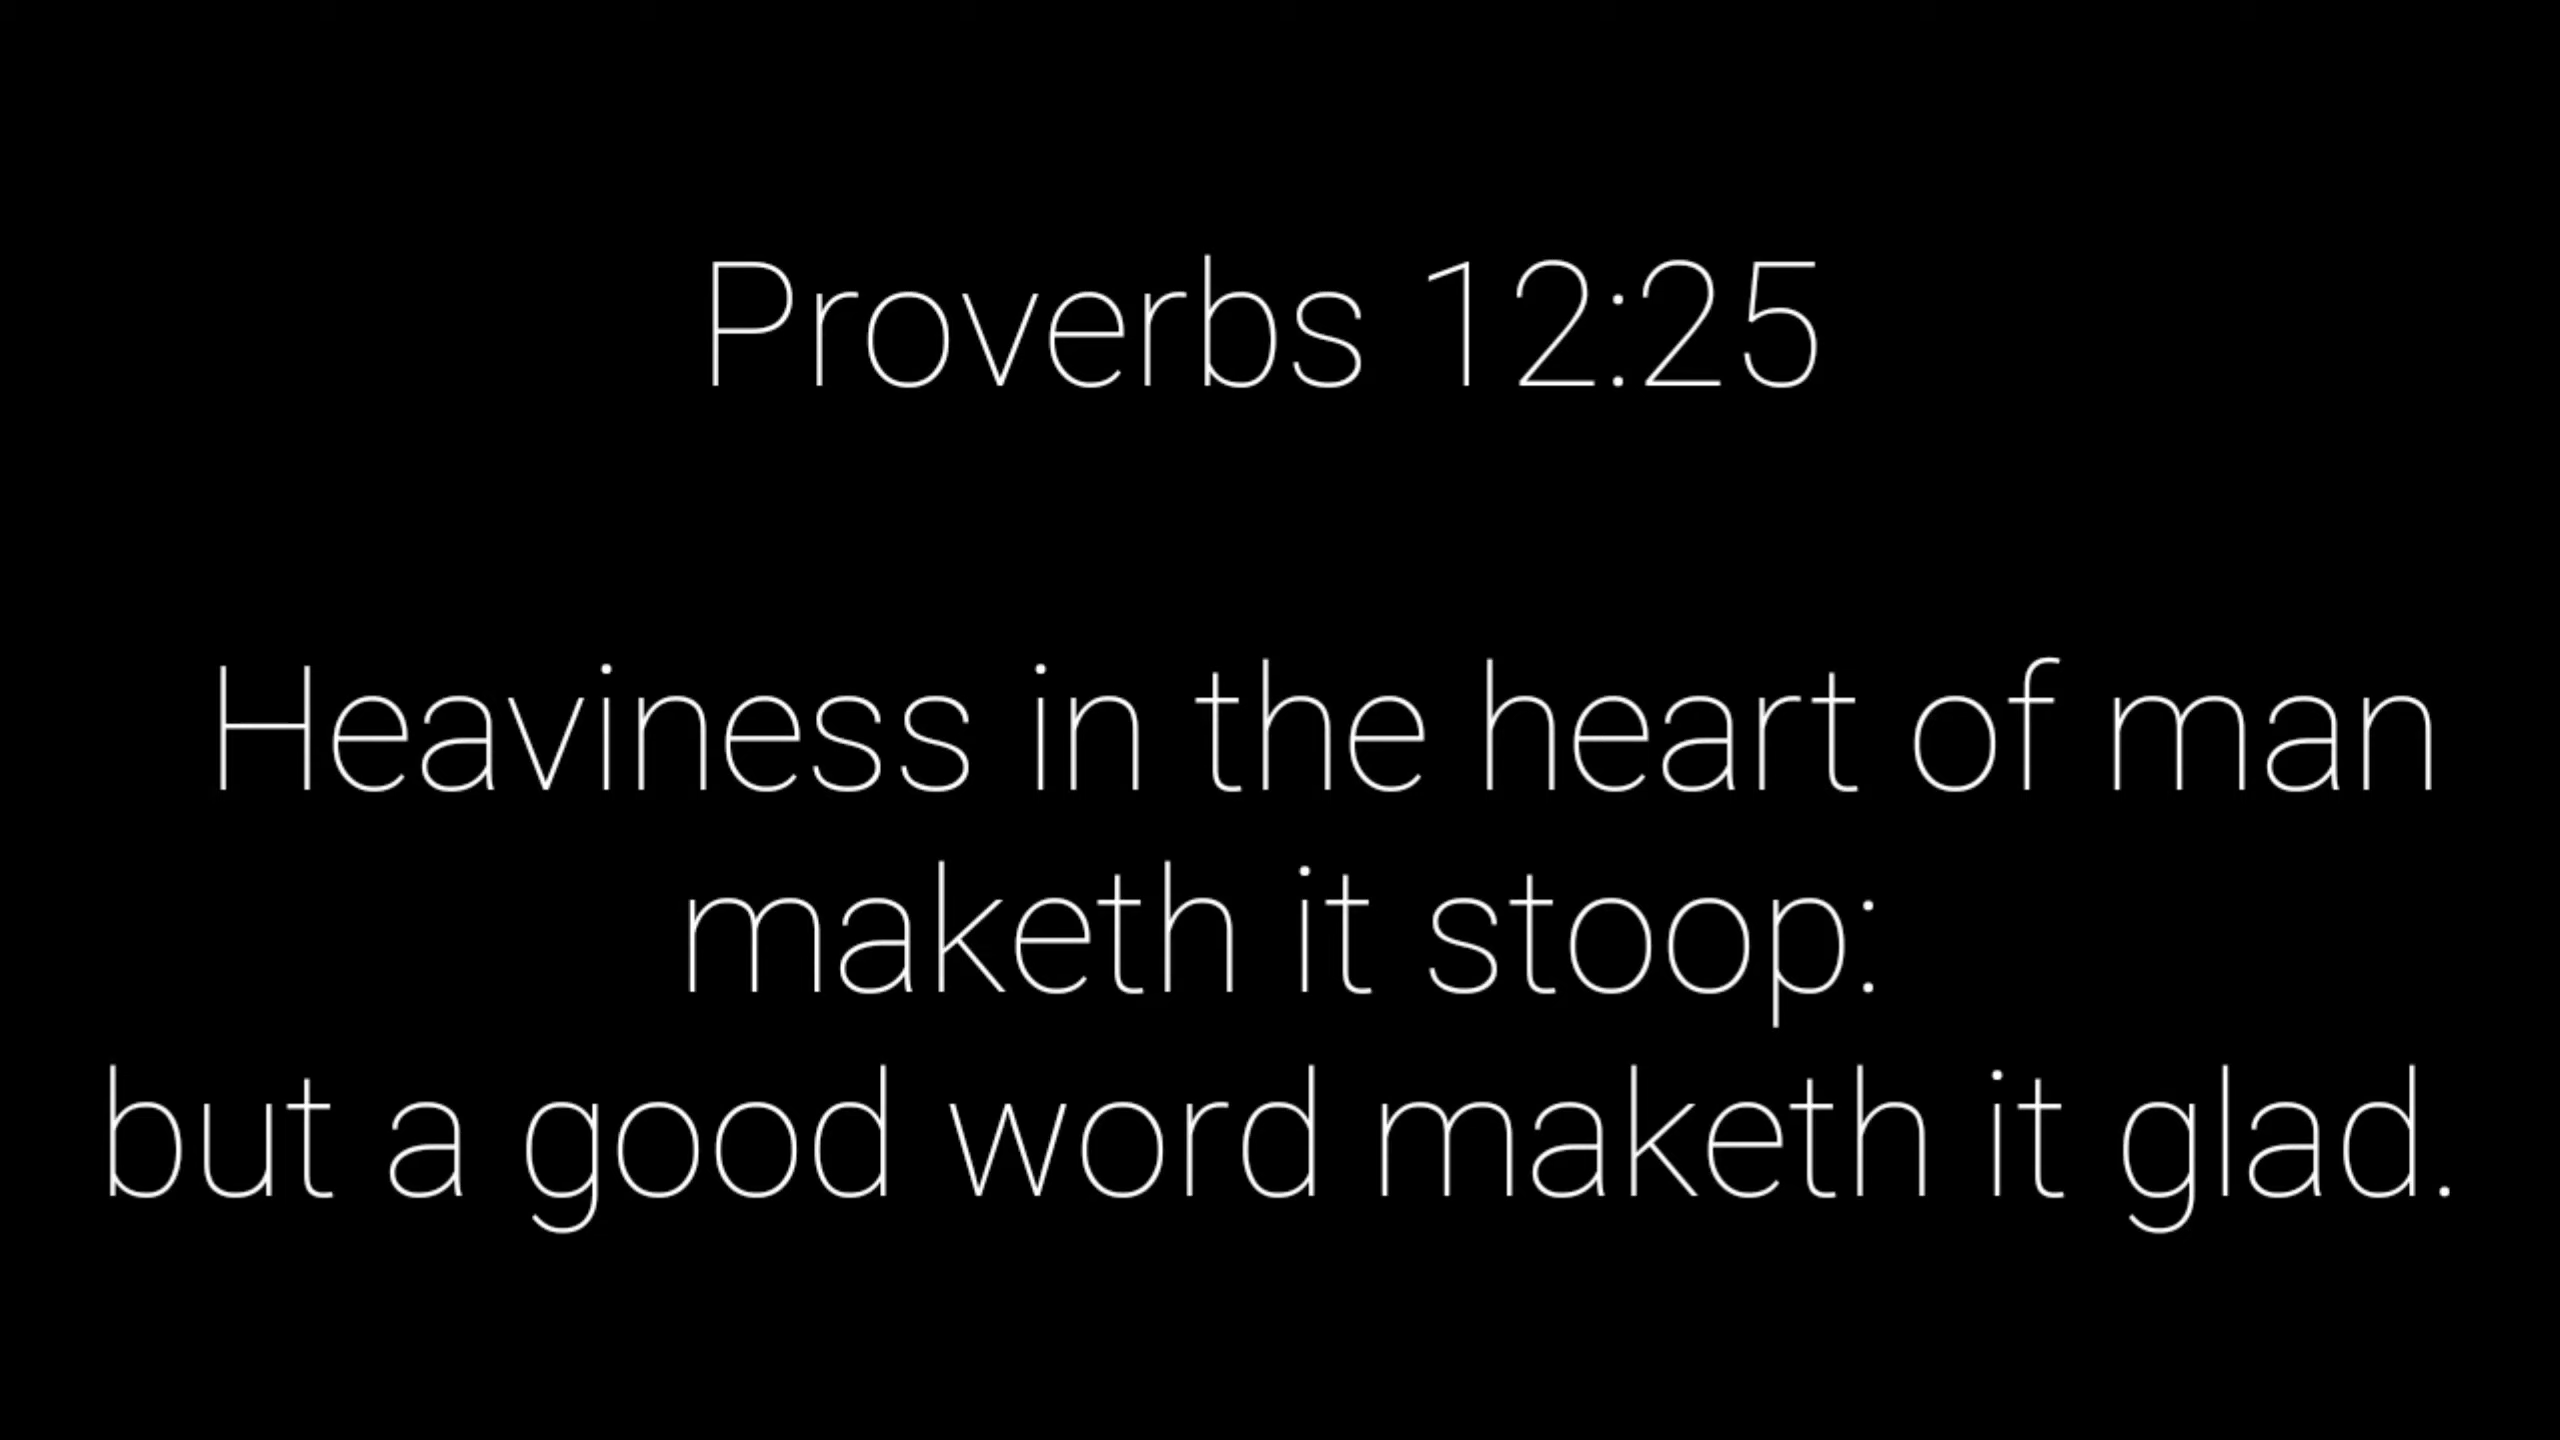 Proverbs 12:25
Heaviness in the heart of man
maketh it stoop:
but a good word maketh it glad.